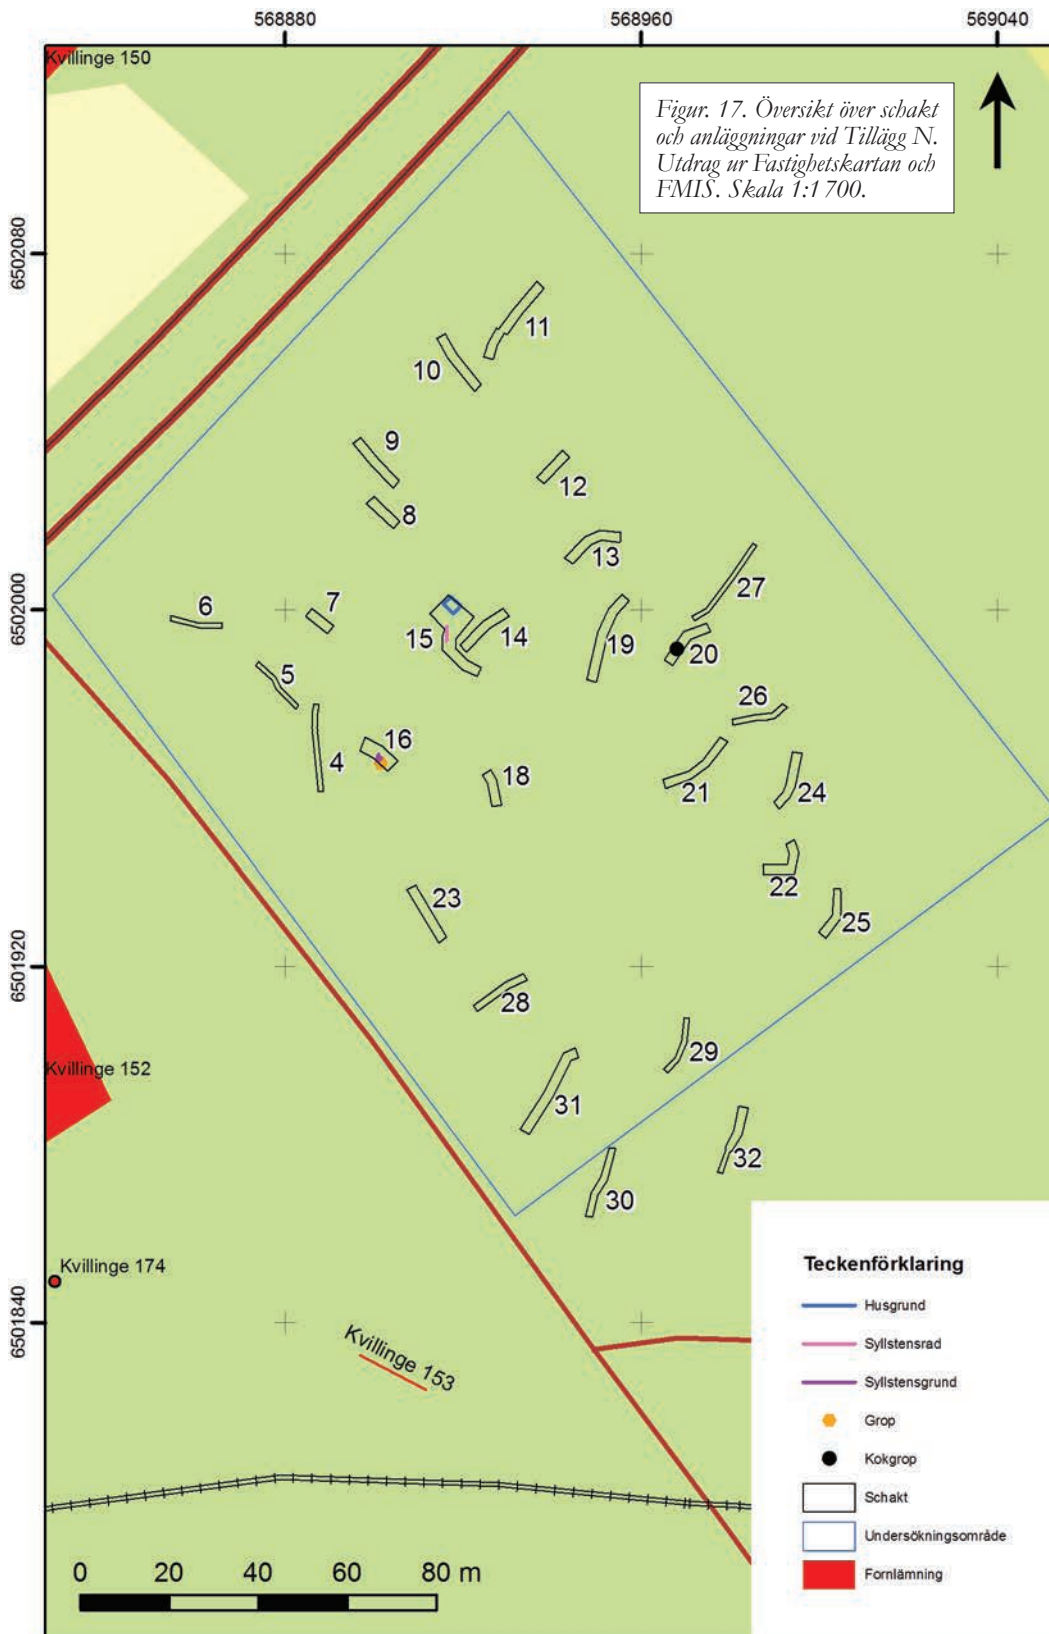 568880
568960
569040
Kvillinge 150
Figur. 17. Översikt över schakt
och anläggningar vid Tillägg N.
Utdrag ur Fastighetskartan och
FMIS. Skala 1:1700.
6502080
11
10
9
12
8
13
27
6502000
6
7
15
14
19
20
5
26
16
4
18
21
24
22
23
25
6501920
28
29
Kvillinge 152
31
32
30
Kvillinge 174
6501840
Kvillinge 153
Teckenförklaring
Husgrund
Syllstensrad
Syllstensgrund
Grop
Kokgrop
Schakt
Undersökningsområde
Fornlämning
0 20 40 60 80 m